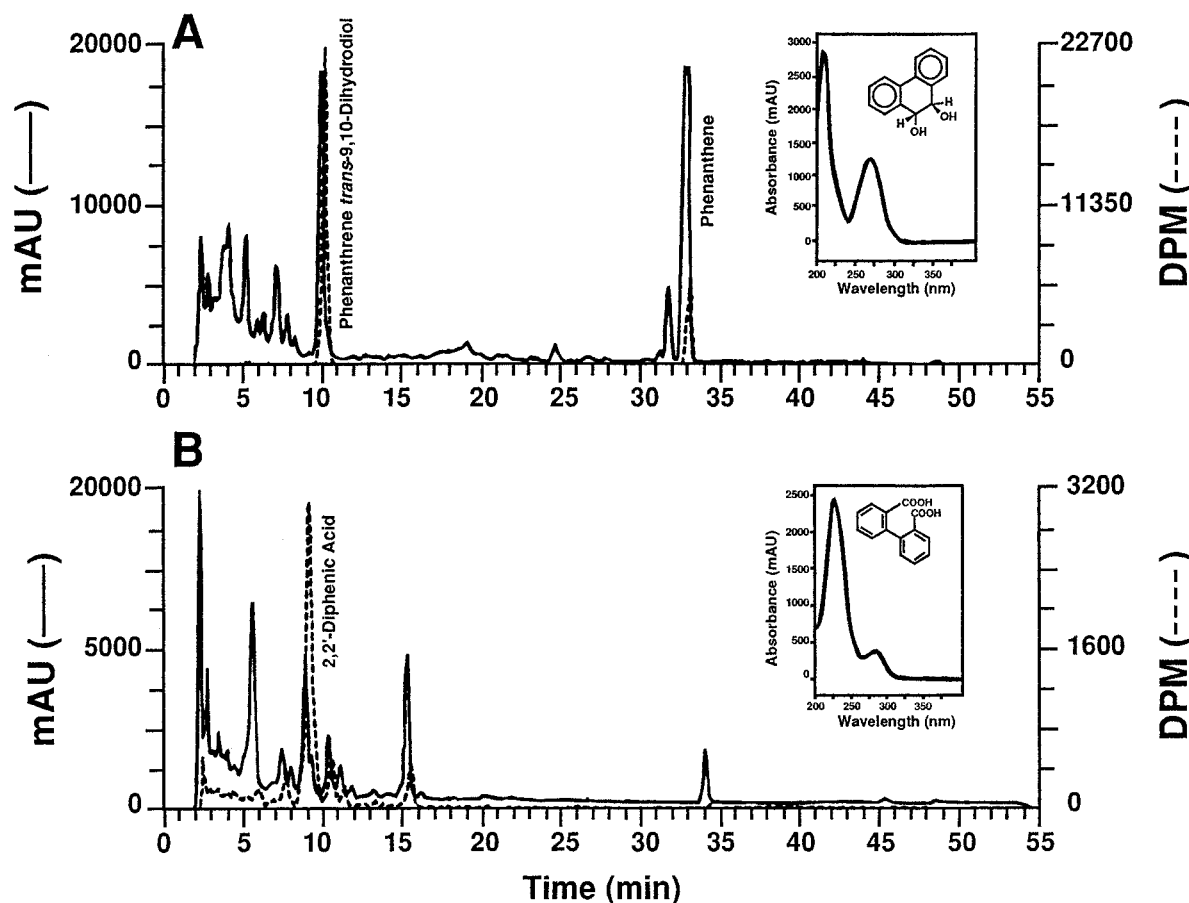 A
20000
10000
0
mAU (——)
Phenanthrene trans-9,10-Dihydrodiol
Phenanthene
3000
2500
2000
1500
1000
500
0
Absorbance (mAU)
H
H
OH
OH
200 250 300 350
Wavelength (nm)
22700
11350
0
DPM (----)
0 5 10 15 20 25 30 35 40 45 50 55
B
20000
5000
0
mAU (——)
2,2'-Diphenic Acid
2500
2000
1500
1000
500
0
Absorbance (mAU)
COOH
COOH
200 250 300 350
Wavelength (nm)
3200
1600
0
DPM (----)
0 5 10 15 20 25 30 35 40 45 50 55
Time (min)